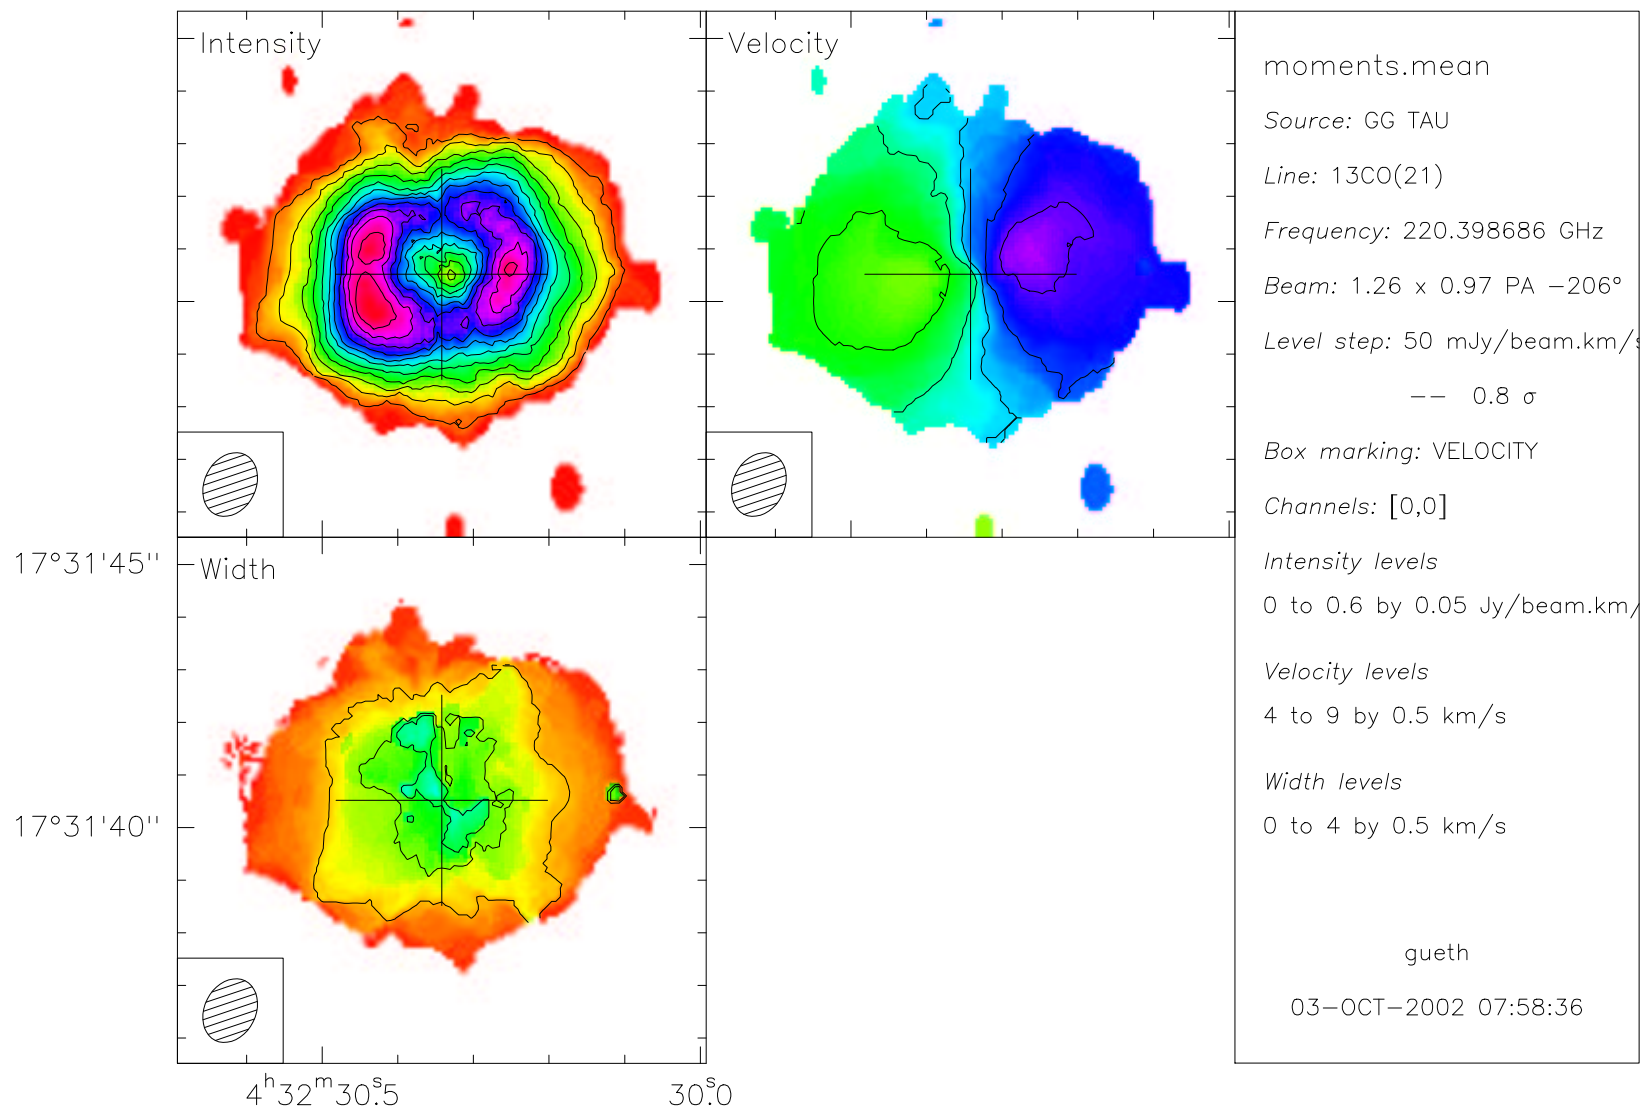 Intensity
Velocity
Width
17°31'45''
17°31'40''
4h32m30s.5
30s.0
moments.mean
Source: GG TAU
Line: 13CO(21)
Frequency: 220.398686 GHz
Beam: 1.26 x 0.97 PA −206°
Level step: 50 mJy/beam.km/s
−− 0.8 σ
Box marking: VELOCITY
Channels: [0,0]
Intensity levels
0 to 0.6 by 0.05 Jy/beam.km/
Velocity levels
4 to 9 by 0.5 km/s
Width levels
0 to 4 by 0.5 km/s
gueth
03−OCT−2002 07:58:36